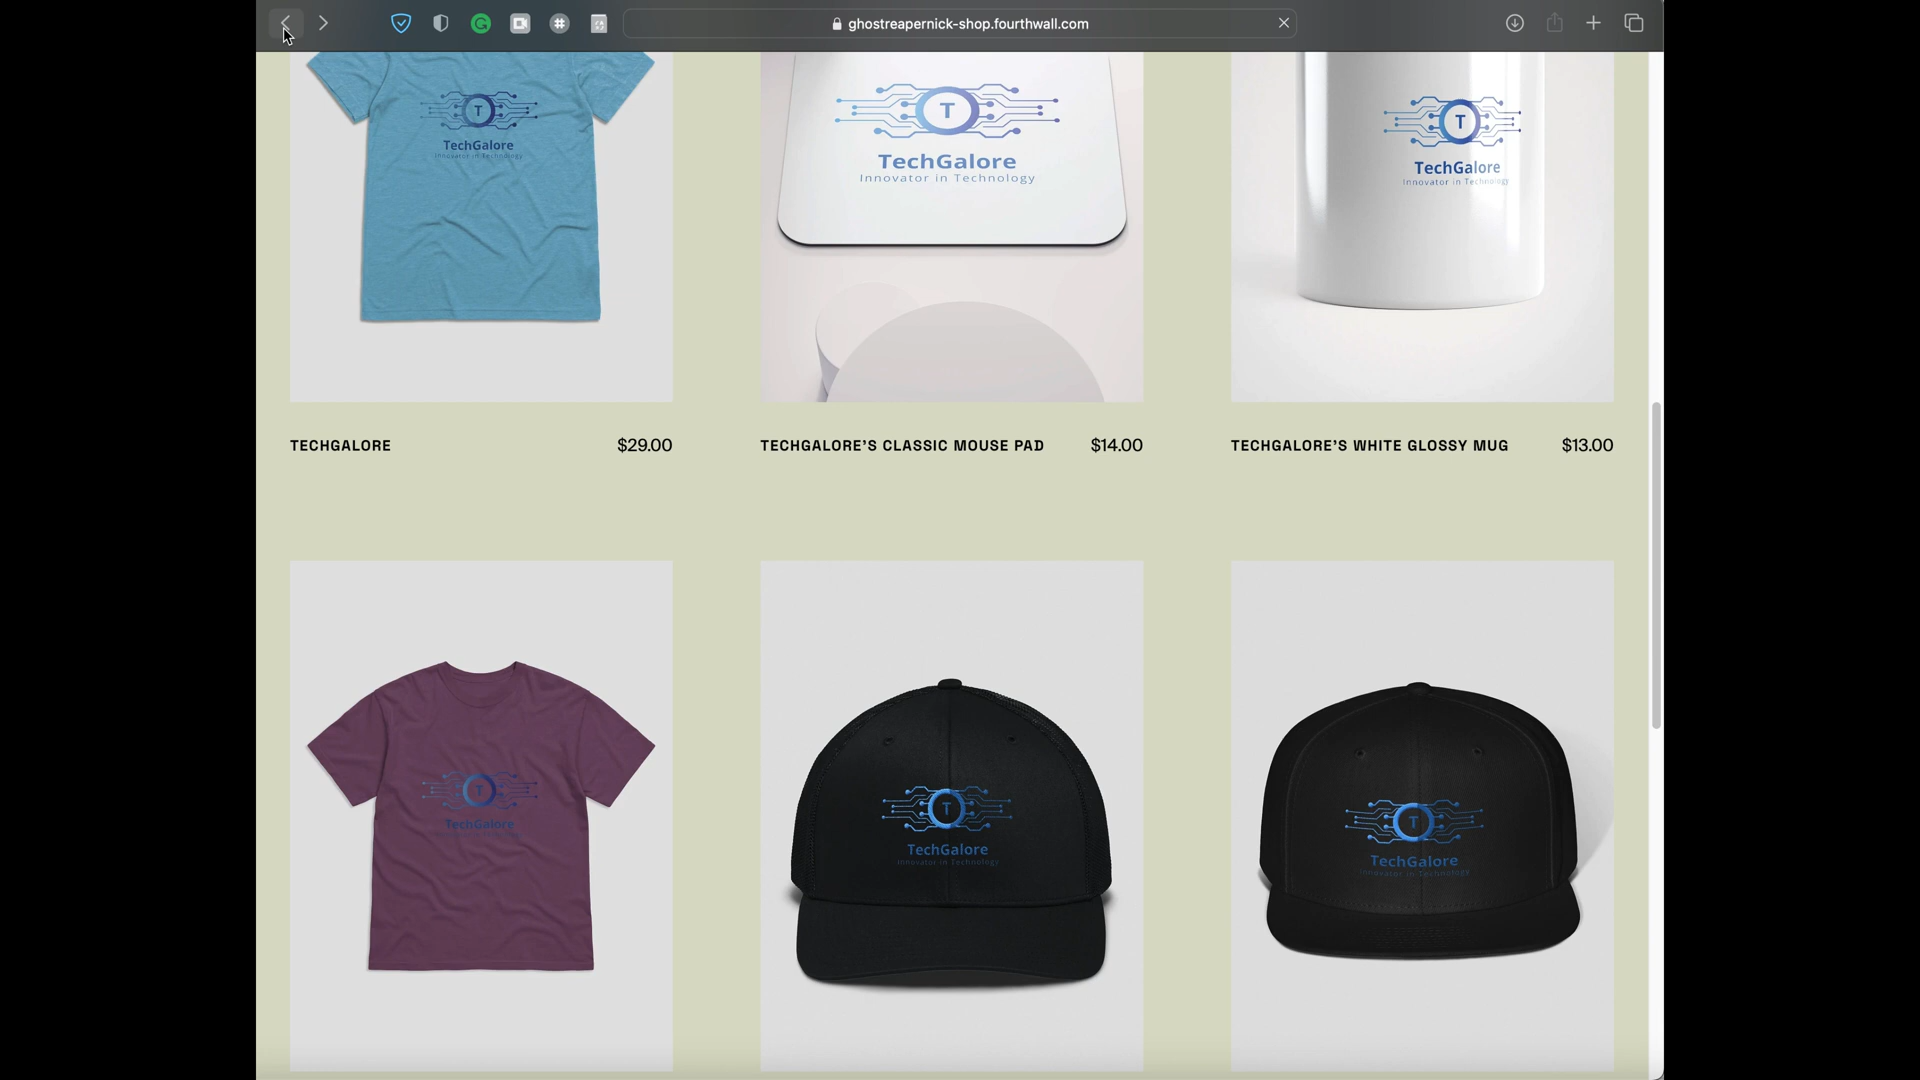 ghostreapernick-shop.fourthwall.com
T
TechGalore
Innovator in Technology
T
TechGalore
Innovator in Technology
T
TechGalore
Innovator in Technology
TECHGALORE $29.00
TECHGALORE'S CLASSIC MOUSE PAD $14.00
TECHGALORE'S WHITE GLOSSY MUG $13.00
T
TechGalore
T
TechGalore
Innovator in Technology
T
TechGalore
Innovator in Technology